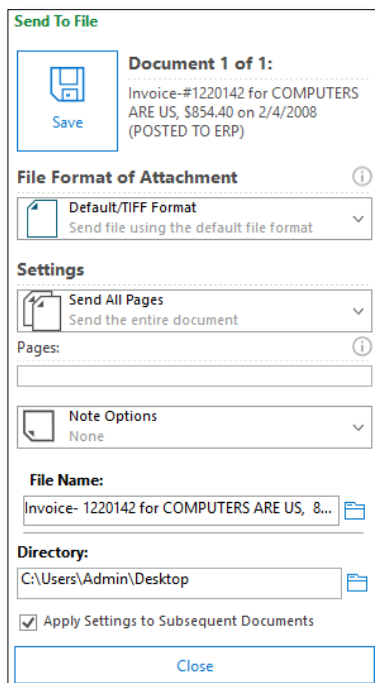 Send To File
Save
Document 1 of 1:
Invoice-#1220142 for COMPUTERS
ARE US, $854.40 on 2/4/2008
(POSTED TO ERP)
File Format of Attachment
Default/TIFF Format
Send file using the default file format
Settings
Send All Pages
Send the entire document
Pages:
Note Options
None
File Name:
Invoice- 1220142 for COMPUTERS ARE US,  8...
Directory:
C:\Users\Admin\Desktop
Apply Settings to Subsequent Documents
Close